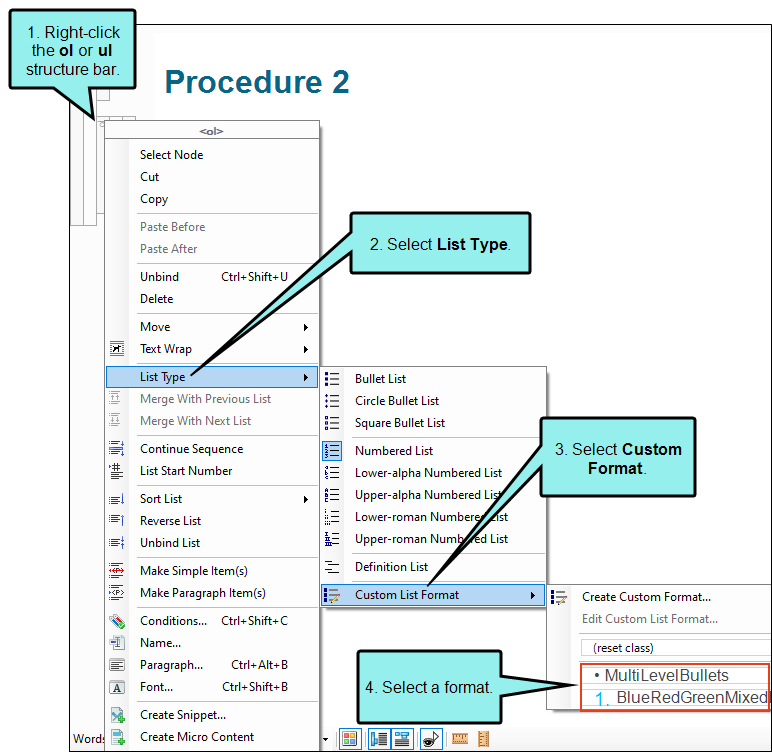 1. Right-click
the ol or ul
structure bar.
Procedure 2
<ol>
Select Node
Cut
Copy
Paste Before
Paste After
Unbind Ctrl+Shift+U
Delete
Move
Text Wrap
List Type
Merge With Previous List
Merge With Next List
Continue Sequence
List Start Number
Sort List
Reverse List
Unbind List
Make Simple Item(s)
Make Paragraph Item(s)
Conditions... Ctrl+Shift+C
Name...
Paragraph... Ctrl+Alt+B
Font... Ctrl+Shift+B
Create Snippet...
Create Micro Content
2. Select List Type.
Bullet List
Circle Bullet List
Square Bullet List
Numbered List
Lower-alpha Numbered List
Upper-alpha Numbered List
Lower-roman Numbered List
Upper-roman Numbered List
Definition List
Custom List Format
3. Select Custom
Format.
Create Custom Format...
Edit Custom List Format...
(reset class)
• MultiLevelBullets
1. BlueRedGreenMixed
4. Select a format.
Words